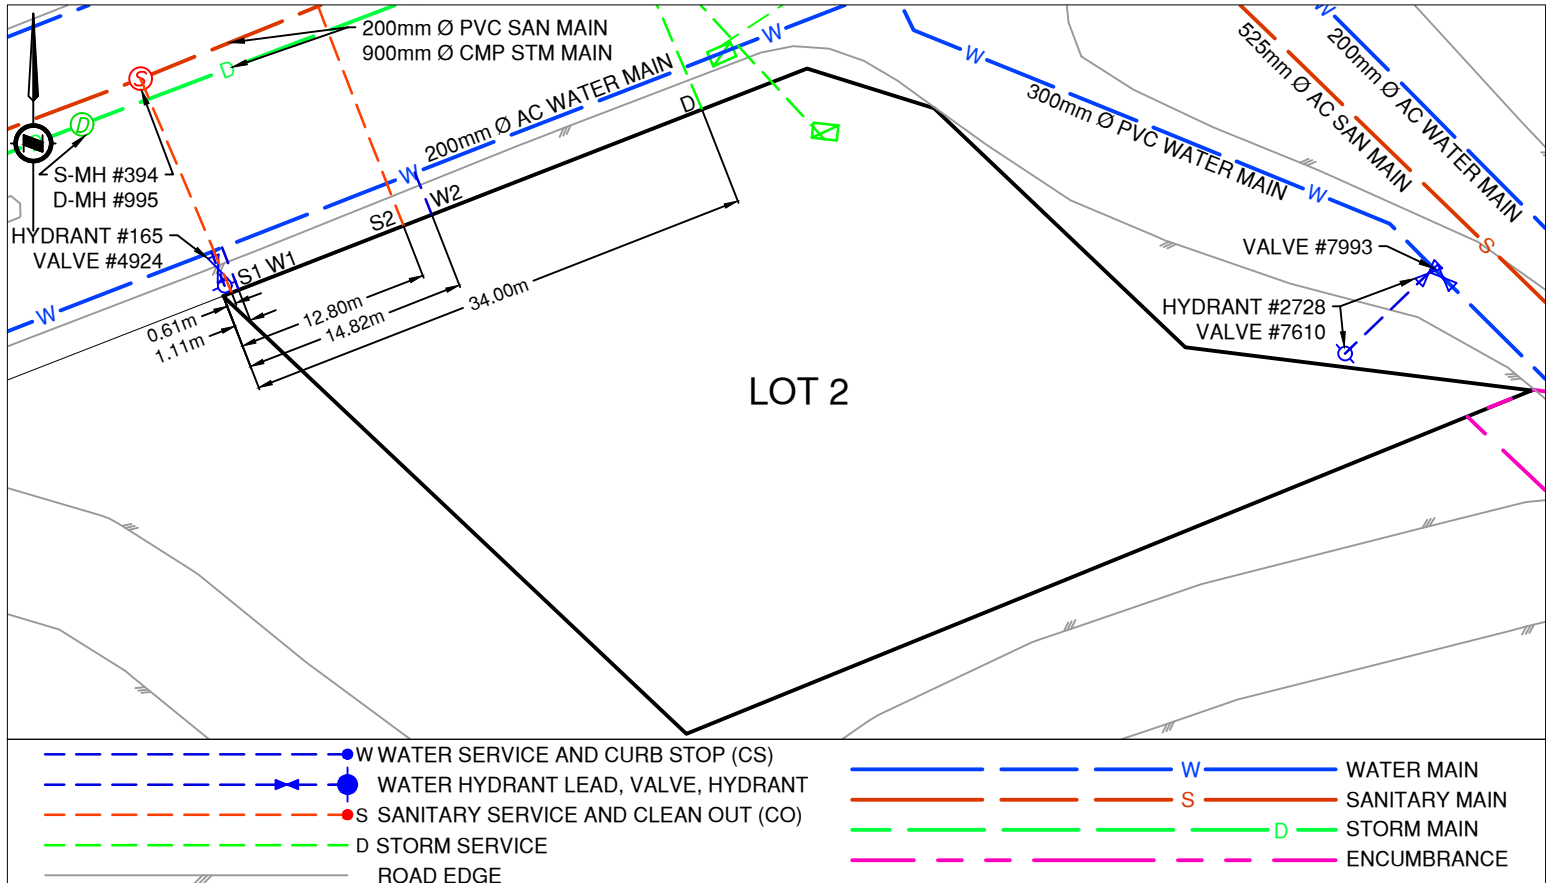 200mm Ø PVC SAN MAIN
900mm Ø CMP STM MAIN
W
W
W
S
D
D
S-MH #394
D-MH #995
HYDRANT #165
VALVE #4924
200mm Ø AC WATER MAIN
W
W
D
S2
W2
S1 W1
0.61m
1.11m
12.80m
14.82m
34.00m
300mm Ø PVC WATER MAIN
W
525mm Ø AC SAN MAIN
200mm Ø AC WATER MAIN
S
VALVE #7993
HYDRANT #2728
VALVE #7610
LOT 2
W WATER SERVICE AND CURB STOP (CS)
WATER HYDRANT LEAD, VALVE, HYDRANT
S SANITARY SERVICE AND CLEAN OUT (CO)
D STORM SERVICE
ROAD EDGE
W WATER MAIN
S SANITARY MAIN
D STORM MAIN
ENCUMBRANCE